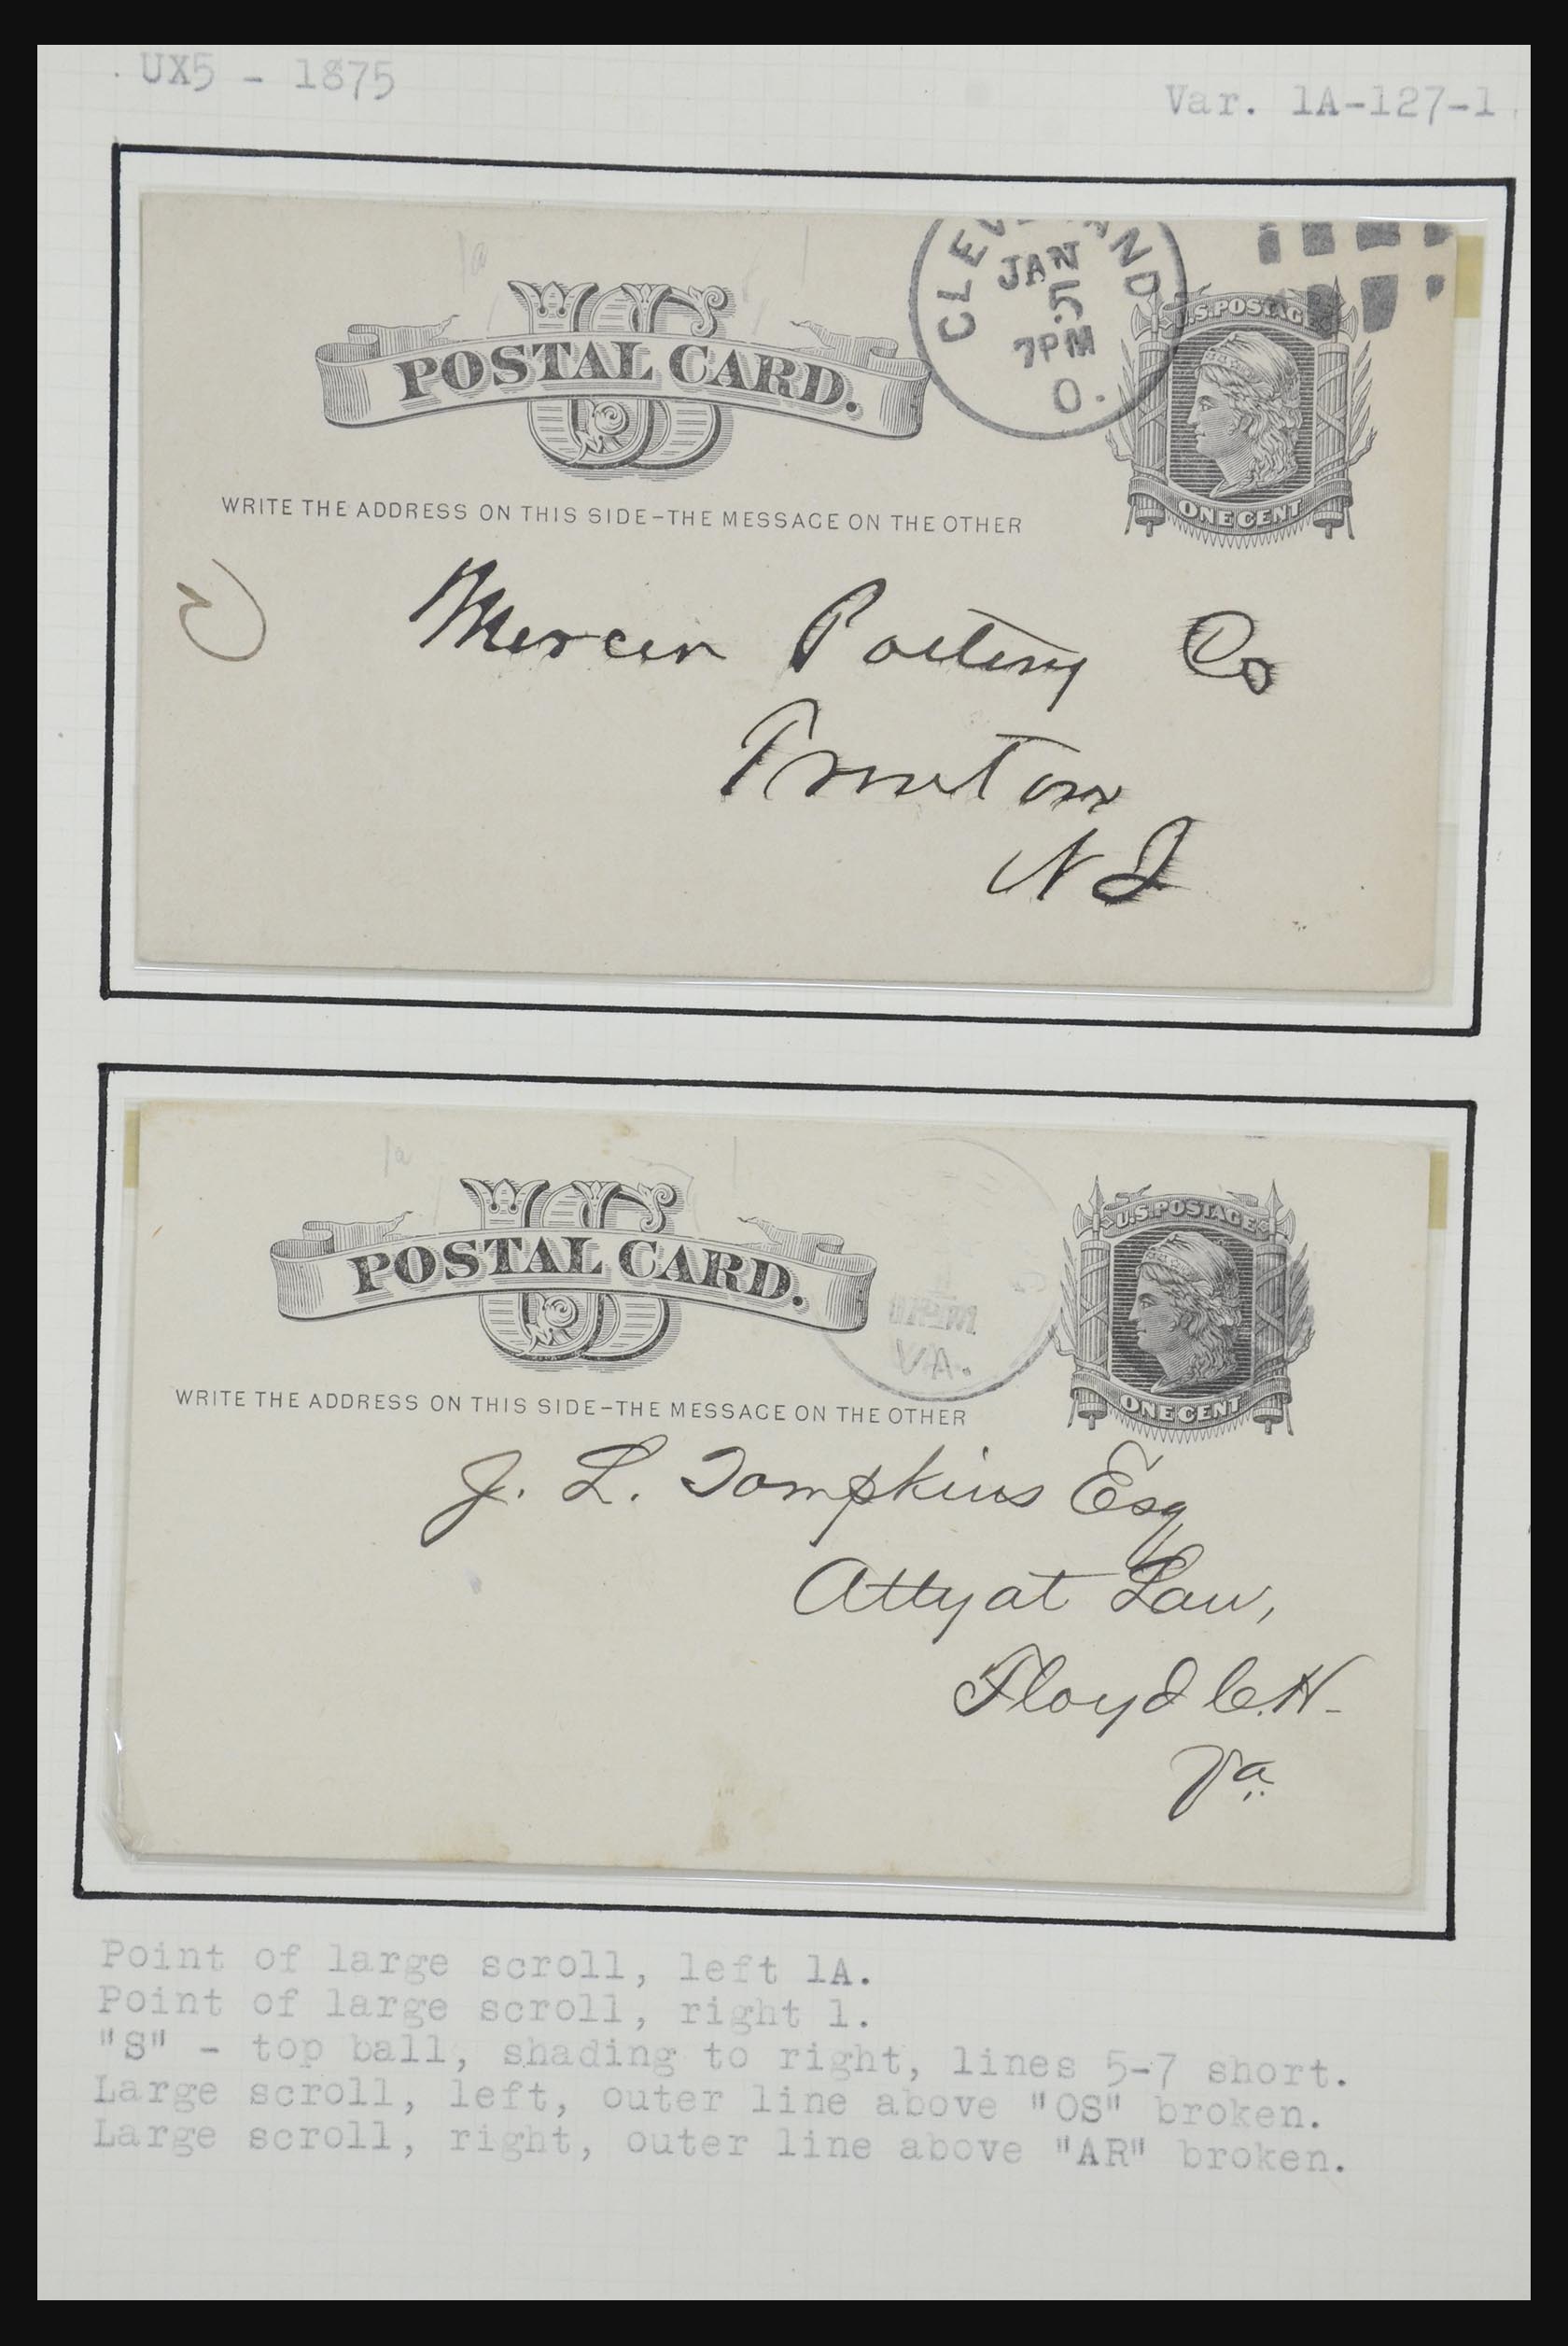 UX5 - 1875
Var. 1A-127-1
1a
CLEVELAND
JAN
5
7PM
O.
US
POSTAL CARD.
U.S.POSTAGE
ONE CENT
WRITE THE ADDRESS ON THIS SIDE-THE MESSAGE ON THE OTHER
Mercer Pottery Co
Trenton
N J
1a
US
POSTAL CARD.
VA.
U.S.POSTAGE
ONE CENT
WRITE THE ADDRESS ON THIS SIDE-THE MESSAGE ON THE OTHER
J. L. Tompkins Esq
Atty at Law,
Floyd C.H.
Va.
Point of large scroll, left 1A.
Point of large scroll, right 1.
"S" - top ball, shading to right, lines 5-7 short.
Large scroll, left, outer line above "OS" broken.
Large scroll, right, outer line above "AR" broken.